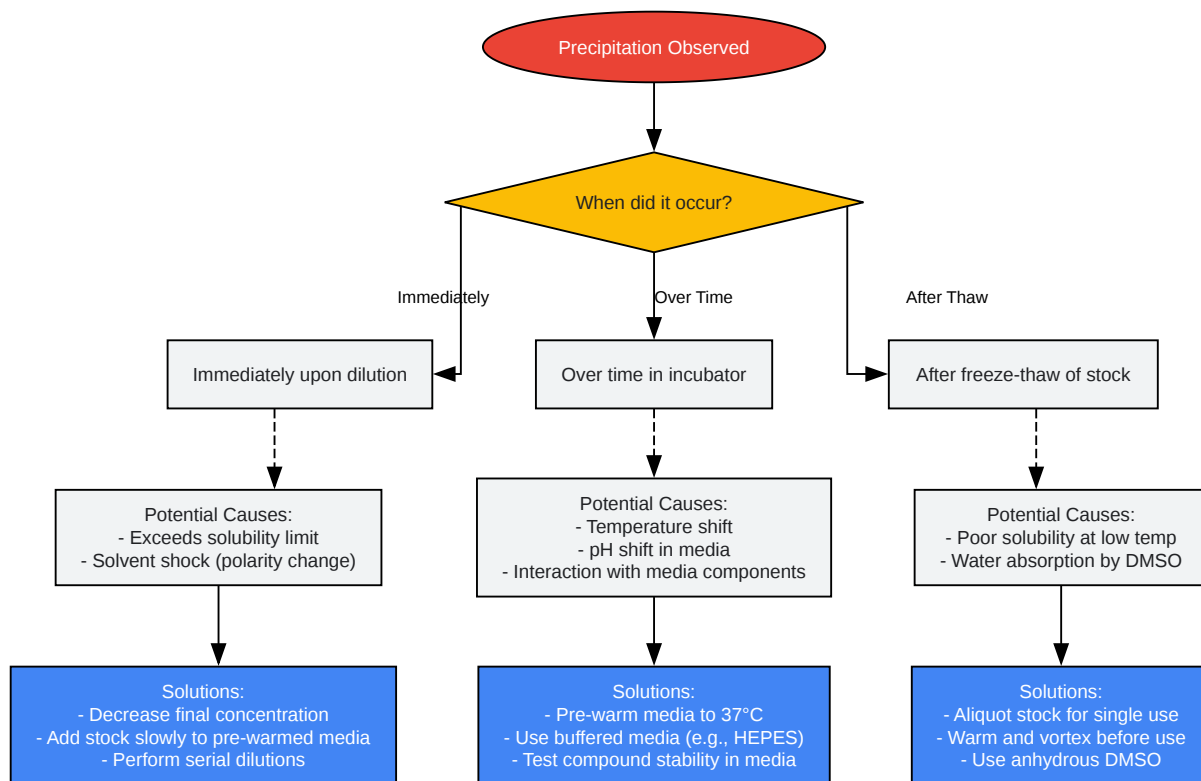 Precipitation Observed
When did it occur?
Immediately
Over Time
After Thaw
Immediately upon dilution
Over time in incubator
After freeze-thaw of stock
Potential Causes:
- Exceeds solubility limit
- Solvent shock (polarity change)
Potential Causes:
- Temperature shift
- pH shift in media
- Interaction with media components
Potential Causes:
- Poor solubility at low temp
- Water absorption by DMSO
Solutions:
- Decrease final concentration
- Add stock slowly to pre-warmed media
- Perform serial dilutions
Solutions:
- Pre-warm media to 37°C
- Use buffered media (e.g., HEPES)
- Test compound stability in media
Solutions:
- Aliquot stock for single use
- Warm and vortex before use
- Use anhydrous DMSO